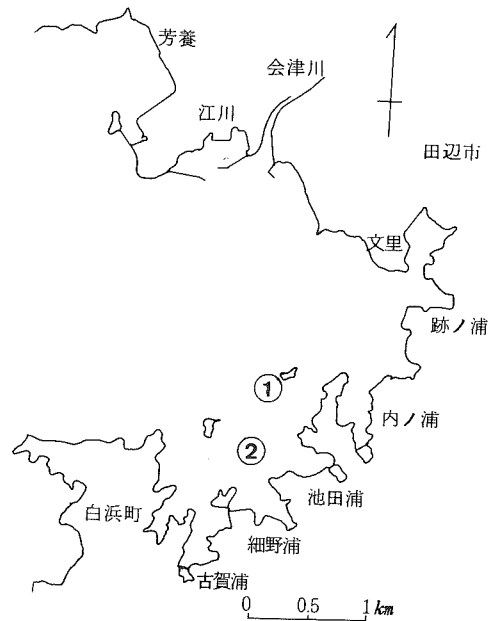 芳養
会津川
江川
田辺市
文里
跡ノ浦
①
内ノ浦
②
池田浦
白浜町
細野浦
古賀浦
0 0.5 1 km